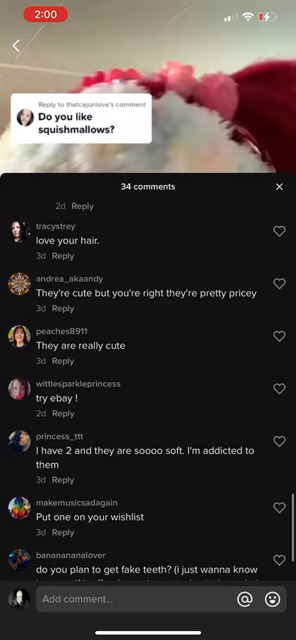 2:00
Reply to thatcajunlove's comment
Do you like
squishmallows?
34 comments
2d Reply
tracystrey
love your hair.
3d Reply
andrea_akaandy
They're cute but you're right they're pretty pricey
3d Reply
peaches8911
They are really cute
3d Reply
wittlesparkleprincess
try ebay !
2d Reply
princess_ttt
I have 2 and they are soooo soft. I'm addicted to
them
3d Reply
makemusicsadagain
Put one on your wishlist
3d Reply
banananananalover
do you plan to get fake teeth? (i just wanna know
Add comment...